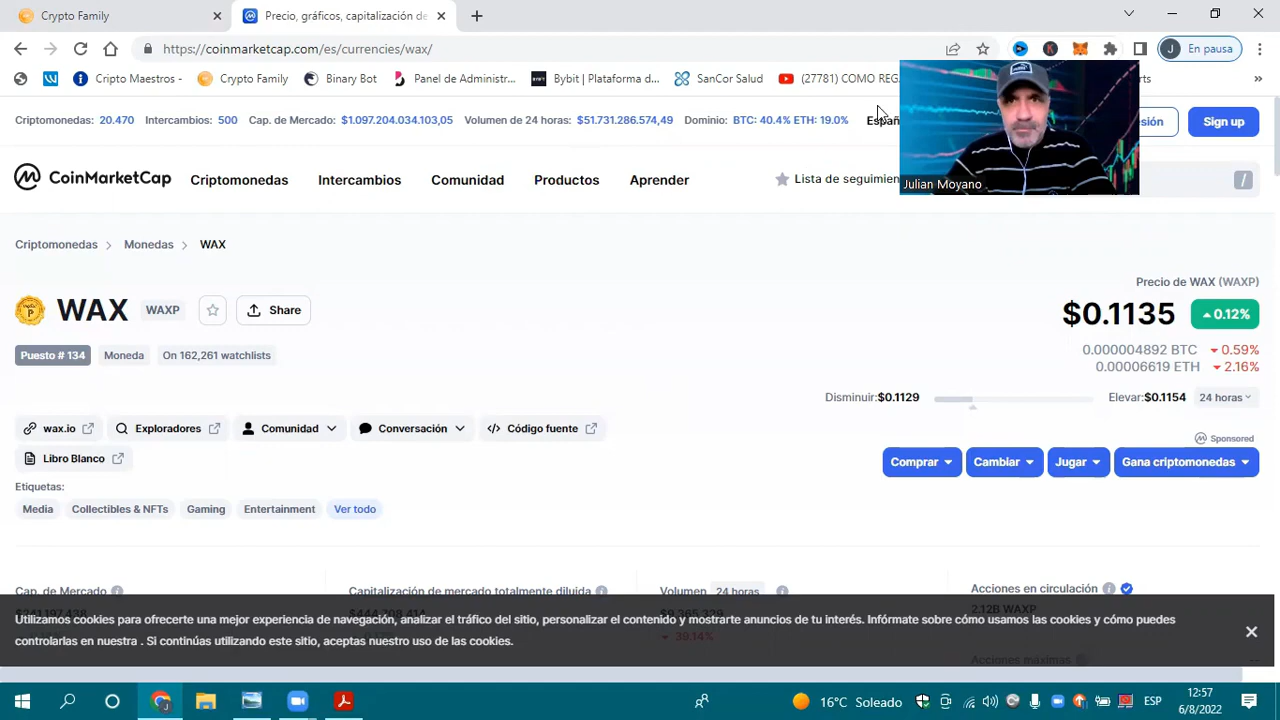 Crypto Family
Precio, gráficos, capitalización de
https://coinmarketcap.com/es/currencies/wax/
J En pausa
Cripto Maestros -
Crypto Family
Binary Bot
Panel de Administr...
BYBIT Bybit | Plataforma d...
SanCor Salud
(27781) COMO REG
Criptomonedas: 20.470 Intercambios: 500 Cap. de Mercado: $1.097.204.034.103,05 Volumen de 24 horas: $51.731.286.574,49 Dominio: BTC: 40.4% ETH: 19.0%
Sign up
Julian Moyano
CoinMarketCap
Criptomonedas Intercambios Comunidad Productos Aprender
Lista de seguimien
/
Criptomonedas Monedas WAX
Precio de WAX (WAXP)
WAX WAXP Share
$0.1135 0.12%
0.000004892 BTC 0.59%
0.00006619 ETH 2.16%
Puesto # 134 Moneda On 162,261 watchlists
Disminuir:$0.1129 Elevar:$0.1154 24 horas
wax.io Exploradores Comunidad Conversación Código fuente
Sponsored
Libro Blanco
Comprar Cambiar Jugar Gana criptomonedas
Etiquetas:
Media Collectibles & NFTs Gaming Entertainment Ver todo
Cap. de Mercado
Capitalización de mercado totalmente diluida
Volumen 24 horas
Acciones en circulación
2.12B WAXP
39.14%
Acciones máximas
Utilizamos cookies para ofrecerte una mejor experiencia de navegación, analizar el tráfico del sitio, personalizar el contenido y mostrarte anuncios de tu interés. Infórmate sobre cómo usamos las cookies y cómo puedes
controlarlas en nuestra . Si continúas utilizando este sitio, aceptas nuestro uso de las cookies.
16°C Soleado
ESP
12:57
6/8/2022